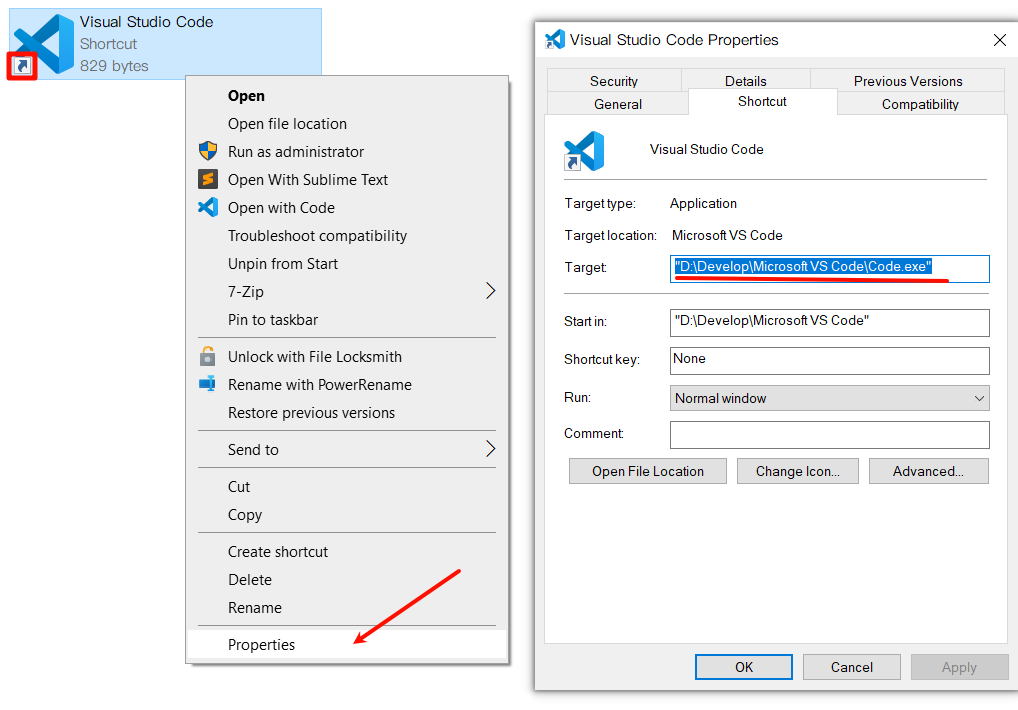 Visual Studio Code
Shortcut
829 bytes
Open
Open file location
Run as administrator
Open With Sublime Text
Open with Code
Troubleshoot compatibility
Unpin from Start
7-Zip
Pin to taskbar
Unlock with File Locksmith
Rename with PowerRename
Restore previous versions
Send to
Cut
Copy
Create shortcut
Delete
Rename
Properties
Visual Studio Code Properties
Security Details Previous Versions
General Shortcut Compatibility
Visual Studio Code
Target type: Application
Target location: Microsoft VS Code
Target: "D:\Develop\Microsoft VS Code\Code.exe"
Start in: "D:\Develop\Microsoft VS Code"
Shortcut key: None
Run: Normal window
Comment:
Open File Location Change Icon... Advanced...
OK Cancel Apply